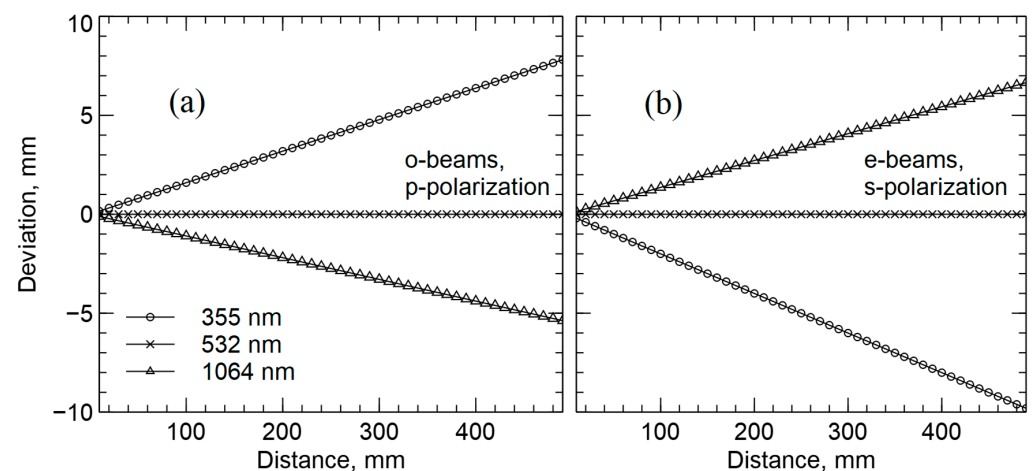 10
5
0
−5
−10
Deviation, mm
(a)
o-beams,
p-polarization
355 nm
532 nm
1064 nm
100 200 300 400
Distance, mm
(b)
e-beams,
s-polarization
100 200 300 400
Distance, mm